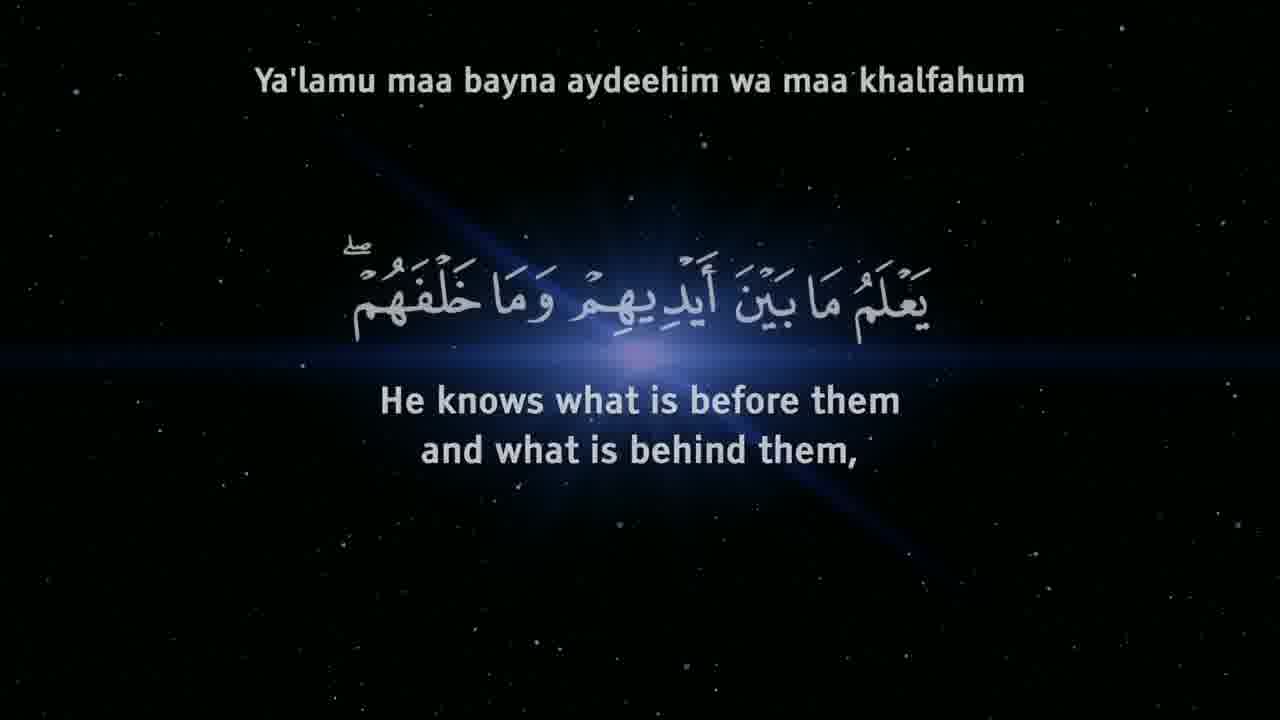 Ya'lamu maa bayna aydeehim wa maa khalfahum
يَعْلَمُ مَا بَيْنَ أَيْدِيهِمْ وَمَا خَلْفَهُمْ ۖ
He knows what is before them
and what is behind them,